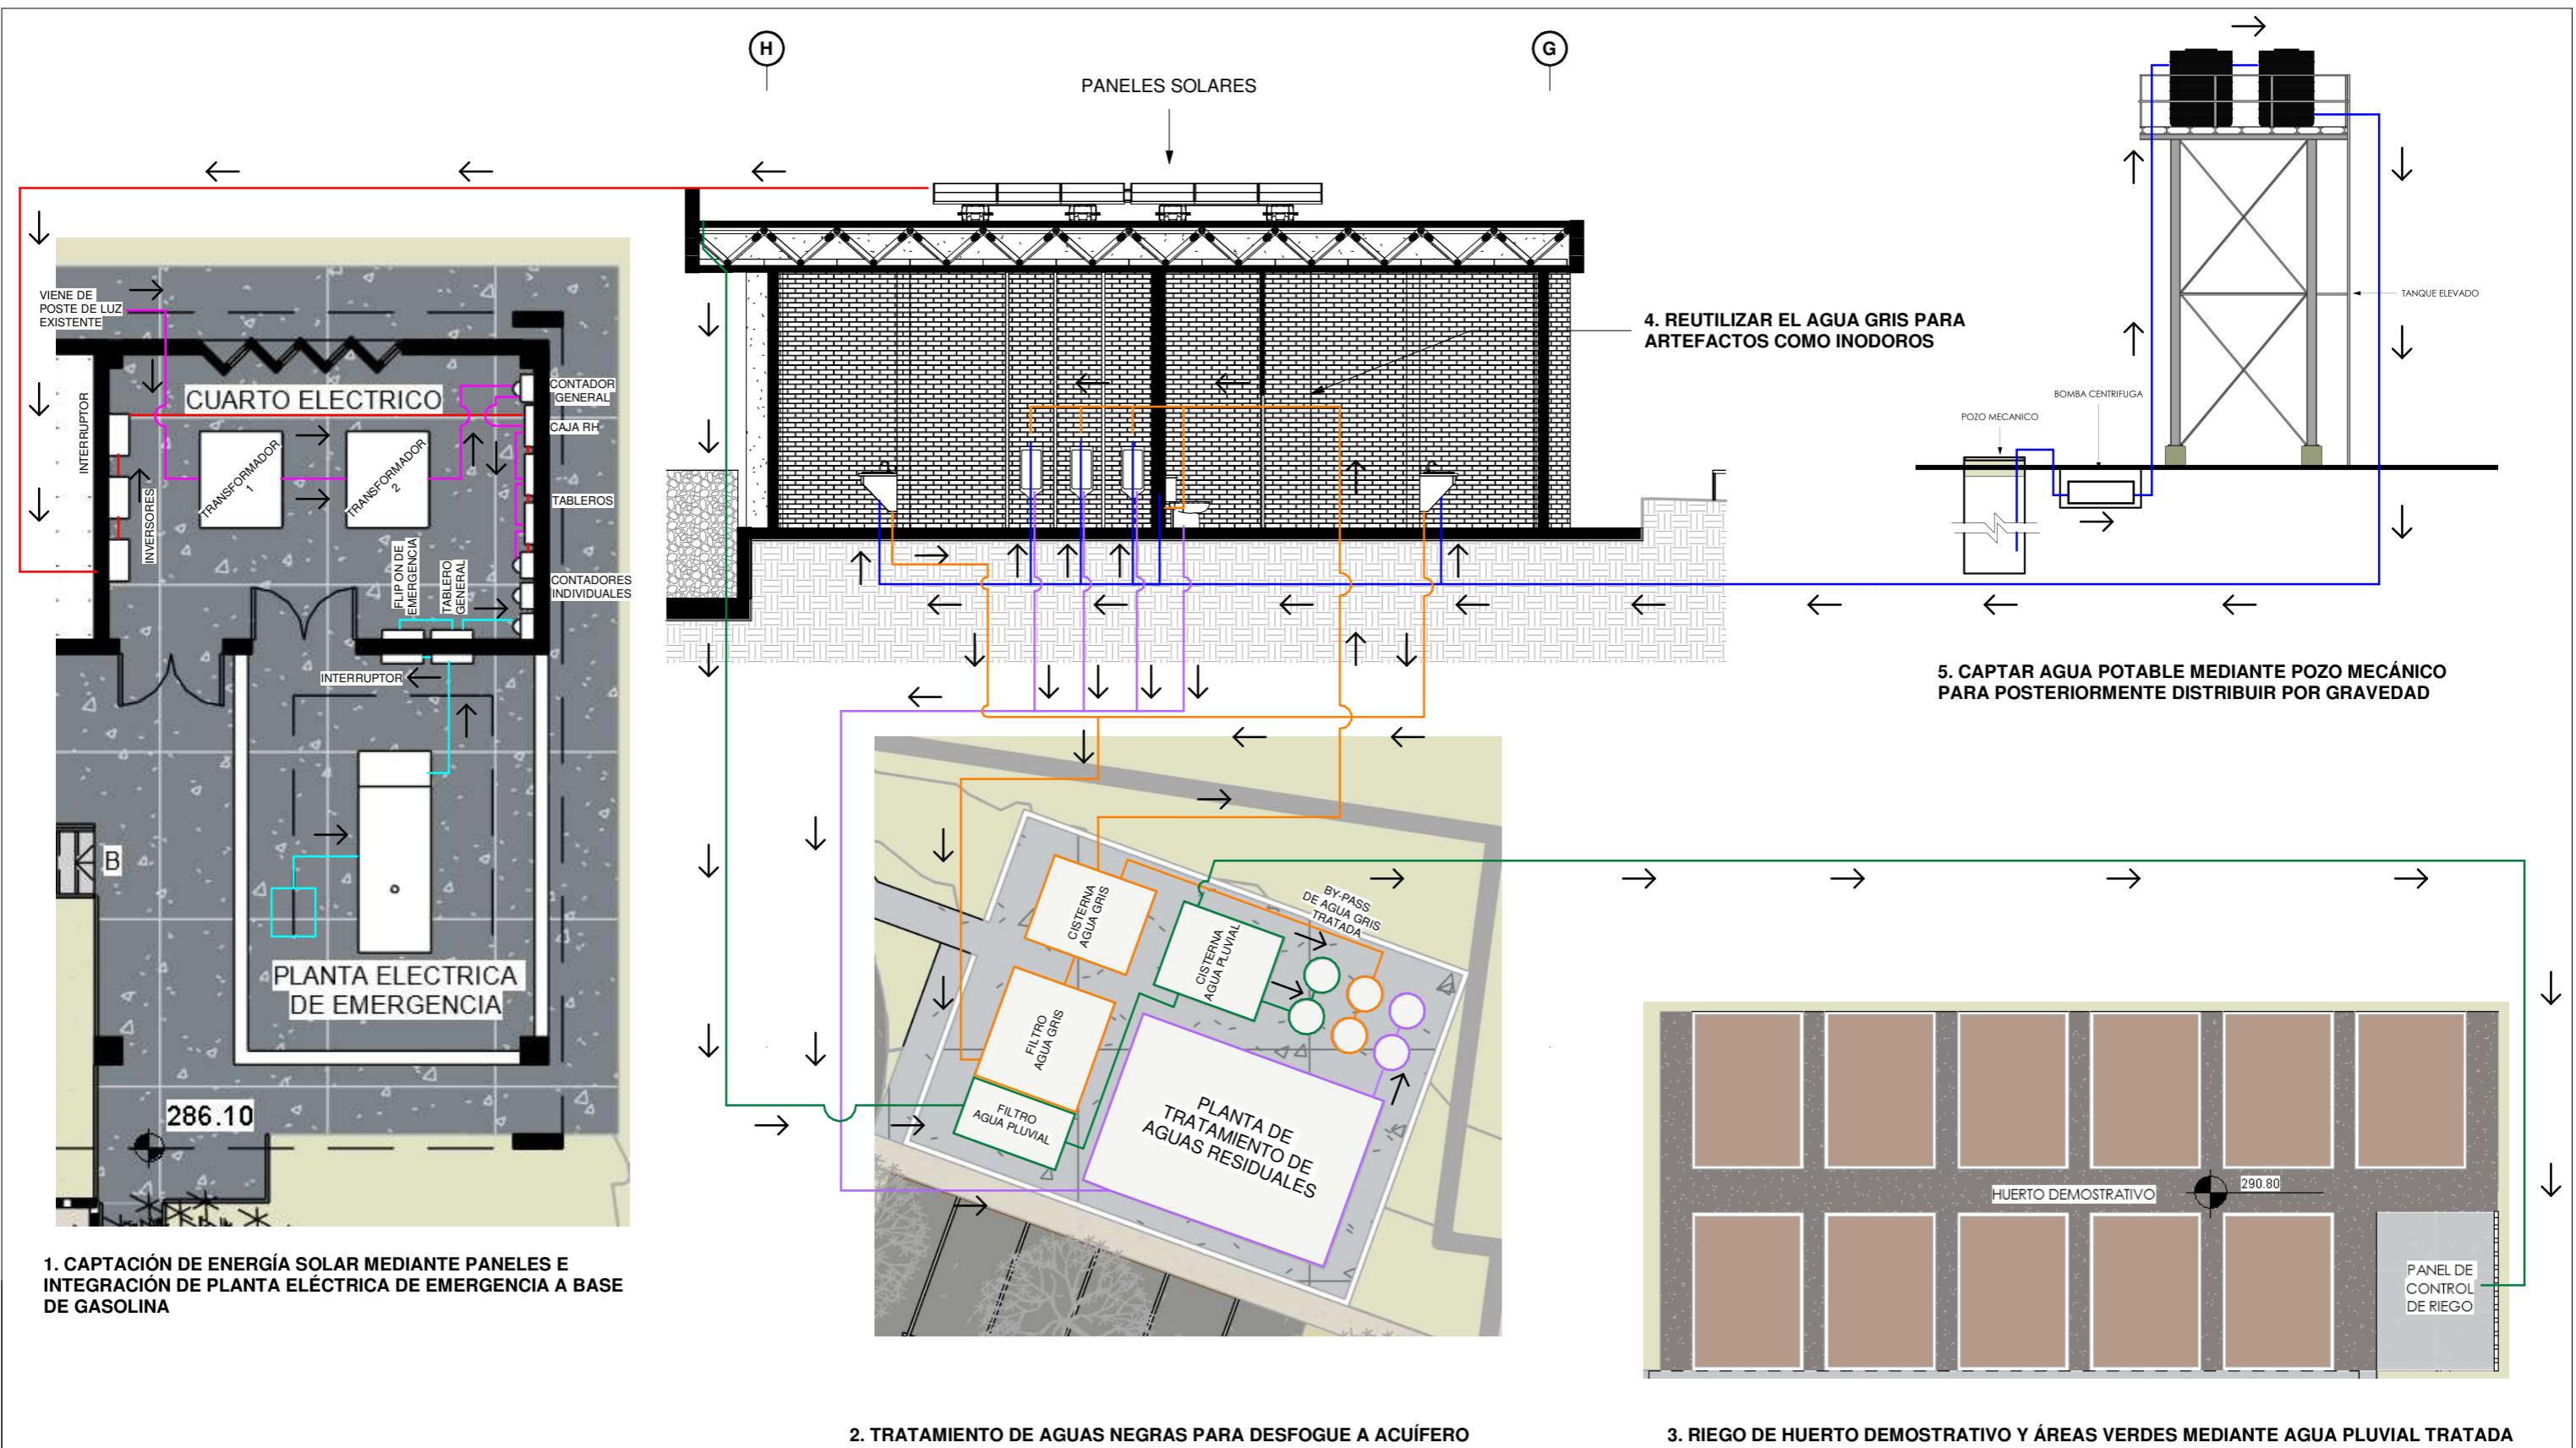 H
G
PANELES SOLARES
VIENE DE
POSTE DE LUZ
EXISTENTE
CUARTO ELECTRICO
INTERRUPTOR
INVERSORES
TRANSFORMADOR
1
TRANSFORMADOR
2
CONTADOR
GENERAL
CAJA RH
TABLEROS
CONTADORES
INDIVIDUALES
FLIP ON DE
EMERGENCIA
TABLERO
GENERAL
INTERRUPTOR
B
PLANTA ELECTRICA
DE EMERGENCIA
286.10
1. CAPTACIÓN DE ENERGÍA SOLAR MEDIANTE PANELES E
INTEGRACIÓN DE PLANTA ELÉCTRICA DE EMERGENCIA A BASE
DE GASOLINA
4. REUTILIZAR EL AGUA GRIS PARA
ARTEFACTOS COMO INODOROS
TANQUE ELEVADO
BOMBA CENTRIFUGA
POZO MECANICO
5. CAPTAR AGUA POTABLE MEDIANTE POZO MECÁNICO
PARA POSTERIORMENTE DISTRIBUIR POR GRAVEDAD
CISTERNA
AGUA GRIS
CISTERNA
AGUA PLUVIAL
BY-PASS
DE AGUA GRIS
TRATADA
FILTRO
AGUA GRIS
FILTRO
AGUA PLUVIAL
PLANTA DE
TRATAMIENTO DE
AGUAS RESIDUALES
2. TRATAMIENTO DE AGUAS NEGRAS PARA DESFOGUE A ACUÍFERO
HUERTO DEMOSTRATIVO
290.80
PANEL DE
CONTROL
DE RIEGO
3. RIEGO DE HUERTO DEMOSTRATIVO Y ÁREAS VERDES MEDIANTE AGUA PLUVIAL TRATADA